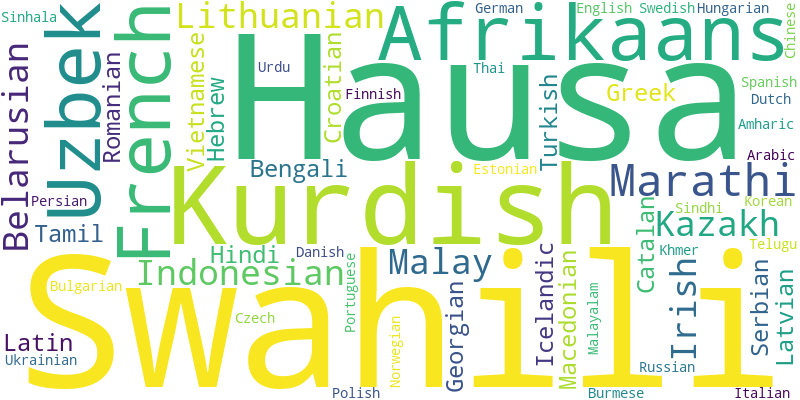 Sinhala
Lithuanian
German
English
Swedish
Hungarian
Chinese
Afrikaans
Hausa
Uzbek
French
Romanian
Belarusian
Vietnamese
Hebrew
Urdu
Croatian
Finnish
Thai
Turkish
Greek
Spanish
Dutch
Amharic
Arabic
Bengali
Estonian
Kurdish
Marathi
Persian
Tamil
Sindhi
Korean
Kazakh
Catalan
Telugu
Hindi
Danish
Khmer
Indonesian
Malay
Portuguese
Icelandic
Macedonian
Malayalam
Irish
Serbian
Latvian
Swahili
Bulgarian
Czech
Norwegian
Georgian
Latin
Ukrainian
Russian
Polish
Burmese
Italian